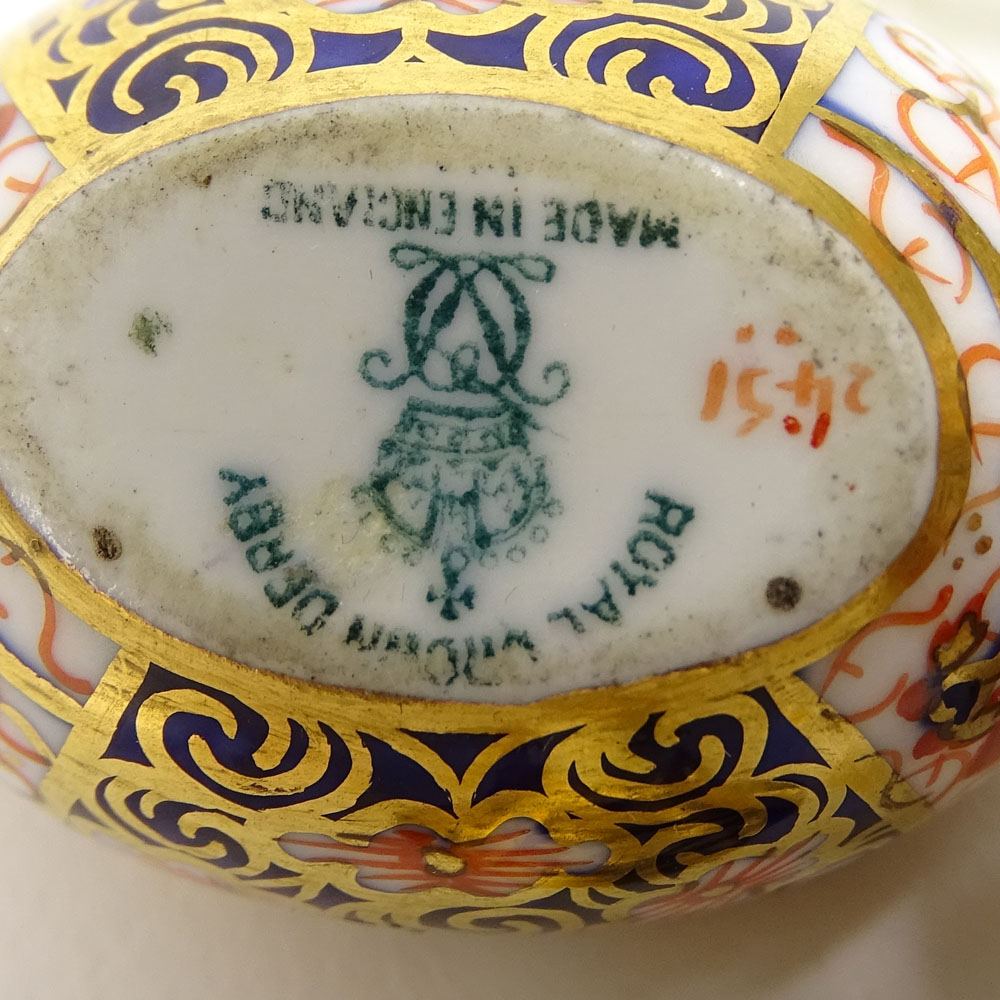 ROYAL CROWN DERBY
MADE IN ENGLAND
2451